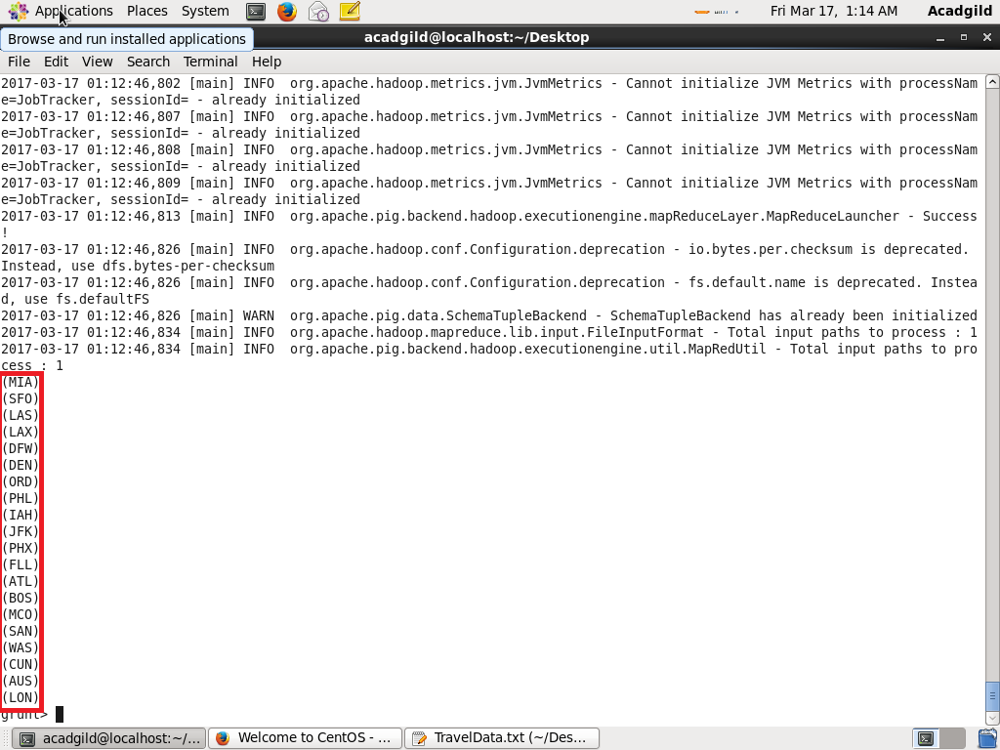 Applications Places System Fri Mar 17, 1:14 AM Acadgild
Browse and run installed applications
acadgild@localhost:~/Desktop
File Edit View Search Terminal Help
2017-03-17 01:12:46,802 [main] INFO  org.apache.hadoop.metrics.jvm.JvmMetrics - Cannot initialize JVM Metrics with processNam
e=JobTracker, sessionId= - already initialized
2017-03-17 01:12:46,807 [main] INFO  org.apache.hadoop.metrics.jvm.JvmMetrics - Cannot initialize JVM Metrics with processNam
e=JobTracker, sessionId= - already initialized
2017-03-17 01:12:46,808 [main] INFO  org.apache.hadoop.metrics.jvm.JvmMetrics - Cannot initialize JVM Metrics with processNam
e=JobTracker, sessionId= - already initialized
2017-03-17 01:12:46,809 [main] INFO  org.apache.hadoop.metrics.jvm.JvmMetrics - Cannot initialize JVM Metrics with processNam
e=JobTracker, sessionId= - already initialized
2017-03-17 01:12:46,813 [main] INFO  org.apache.pig.backend.hadoop.executionengine.mapReduceLayer.MapReduceLauncher - Success
!
2017-03-17 01:12:46,826 [main] INFO  org.apache.hadoop.conf.Configuration.deprecation - io.bytes.per.checksum is deprecated.
Instead, use dfs.bytes-per-checksum
2017-03-17 01:12:46,826 [main] INFO  org.apache.hadoop.conf.Configuration.deprecation - fs.default.name is deprecated. Instea
d, use fs.defaultFS
2017-03-17 01:12:46,826 [main] WARN  org.apache.pig.data.SchemaTupleBackend - SchemaTupleBackend has already been initialized
2017-03-17 01:12:46,834 [main] INFO  org.apache.hadoop.mapreduce.lib.input.FileInputFormat - Total input paths to process : 1
2017-03-17 01:12:46,834 [main] INFO  org.apache.pig.backend.hadoop.executionengine.util.MapRedUtil - Total input paths to pro
cess : 1
(MIA)
(SFO)
(LAS)
(LAX)
(DFW)
(DEN)
(ORD)
(PHL)
(IAH)
(JFK)
(PHX)
(FLL)
(ATL)
(BOS)
(MCO)
(SAN)
(WAS)
(CUN)
(AUS)
(LON)
grunt>
acadgild@localhost:~/... Welcome to CentOS - ... TravelData.txt (~/Des...